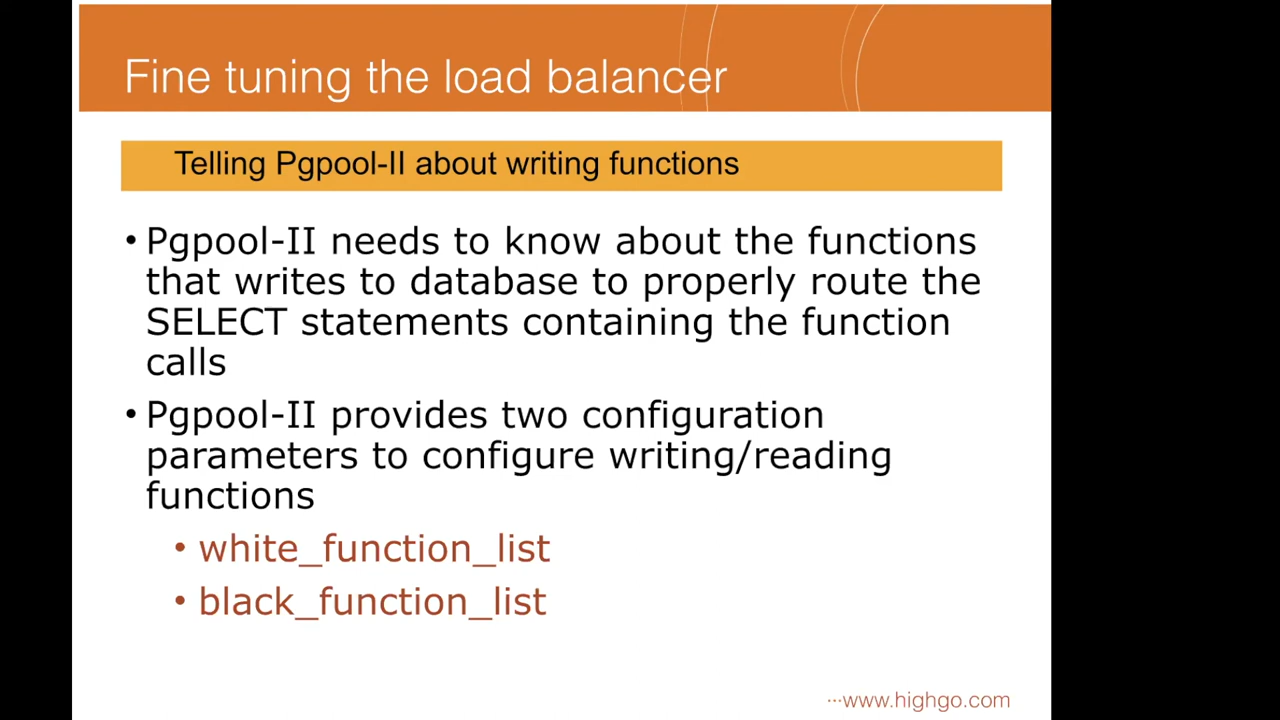 Fine tuning the load balancer
Telling Pgpool-II about writing functions
• Pgpool-II needs to know about the functions
that writes to database to properly route the
SELECT statements containing the function
calls
• Pgpool-II provides two configuration
parameters to configure writing/reading
functions
• white_function_list
• black_function_list
···www.highgo.com